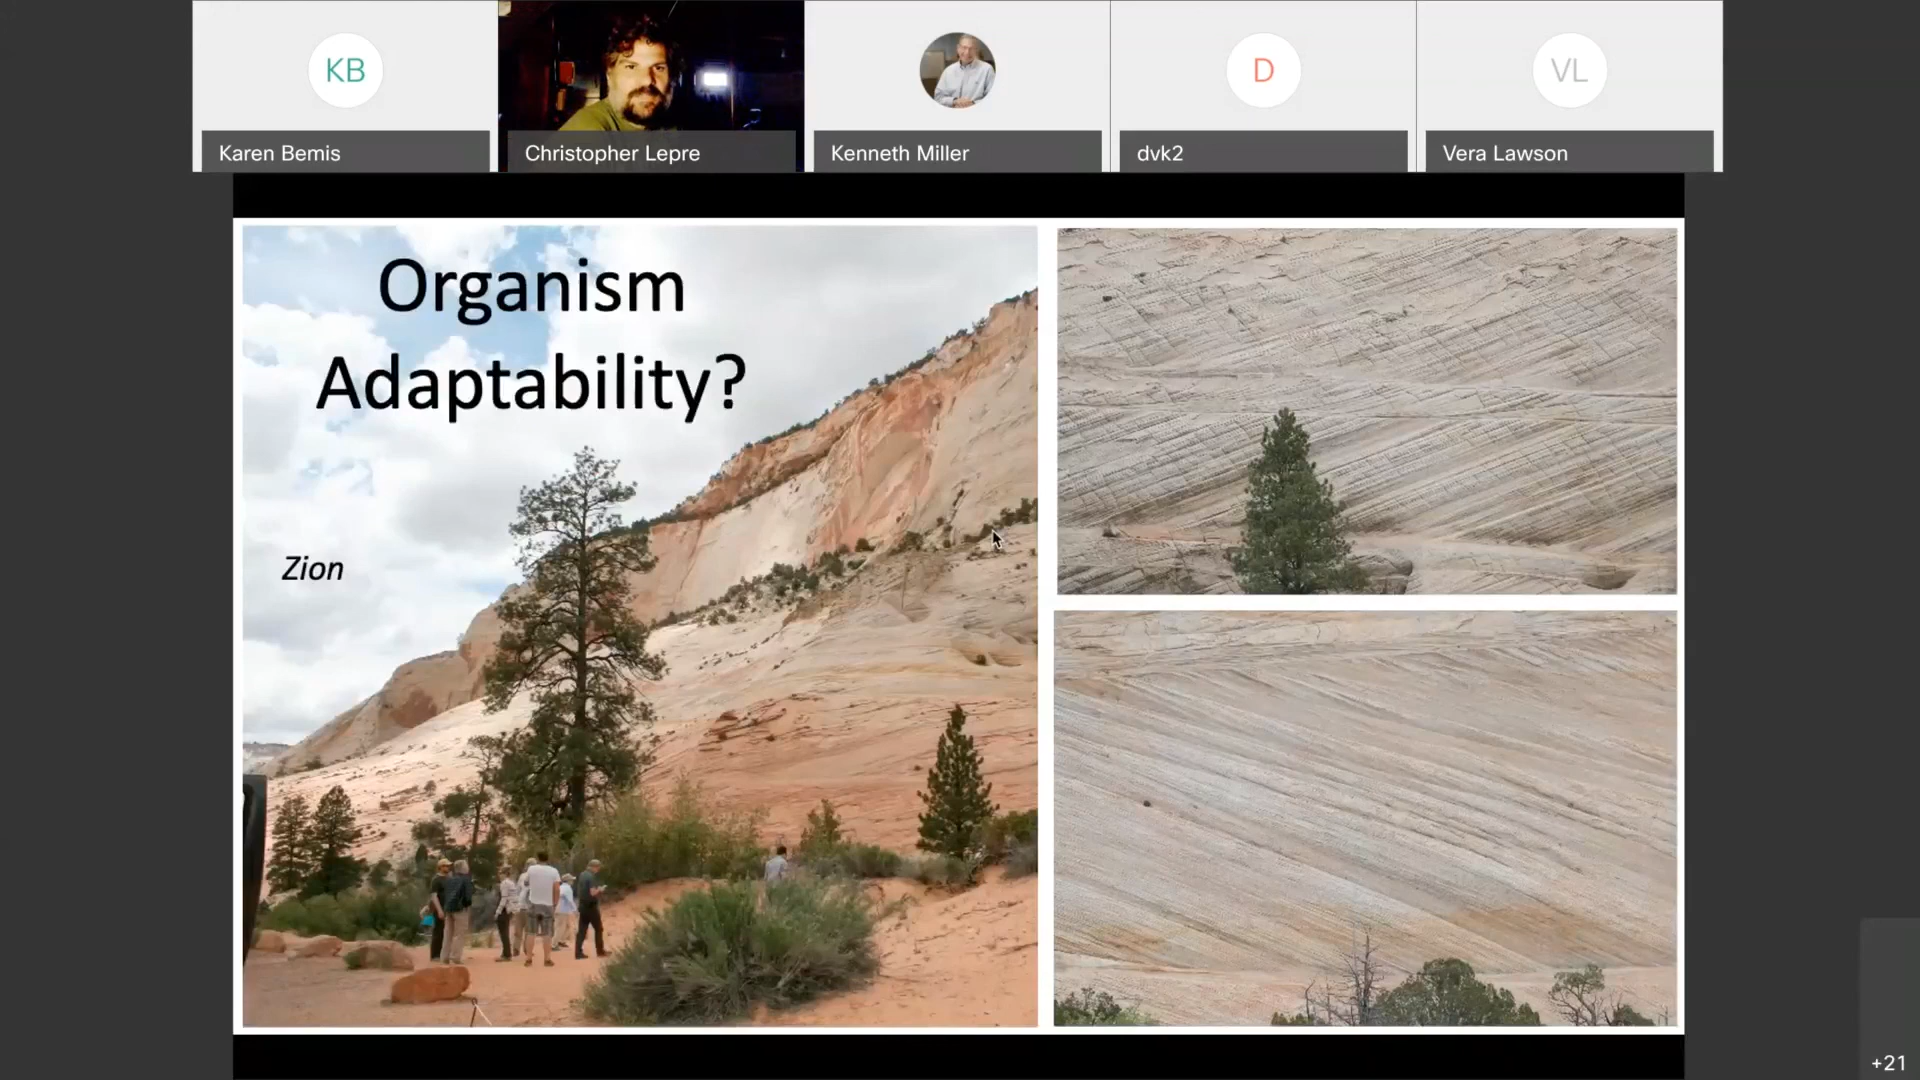 KB
Karen Bemis
Christopher Lepre
Kenneth Miller
D
dvk2
VL
Vera Lawson
Organism
Adaptability?
Zion
+21